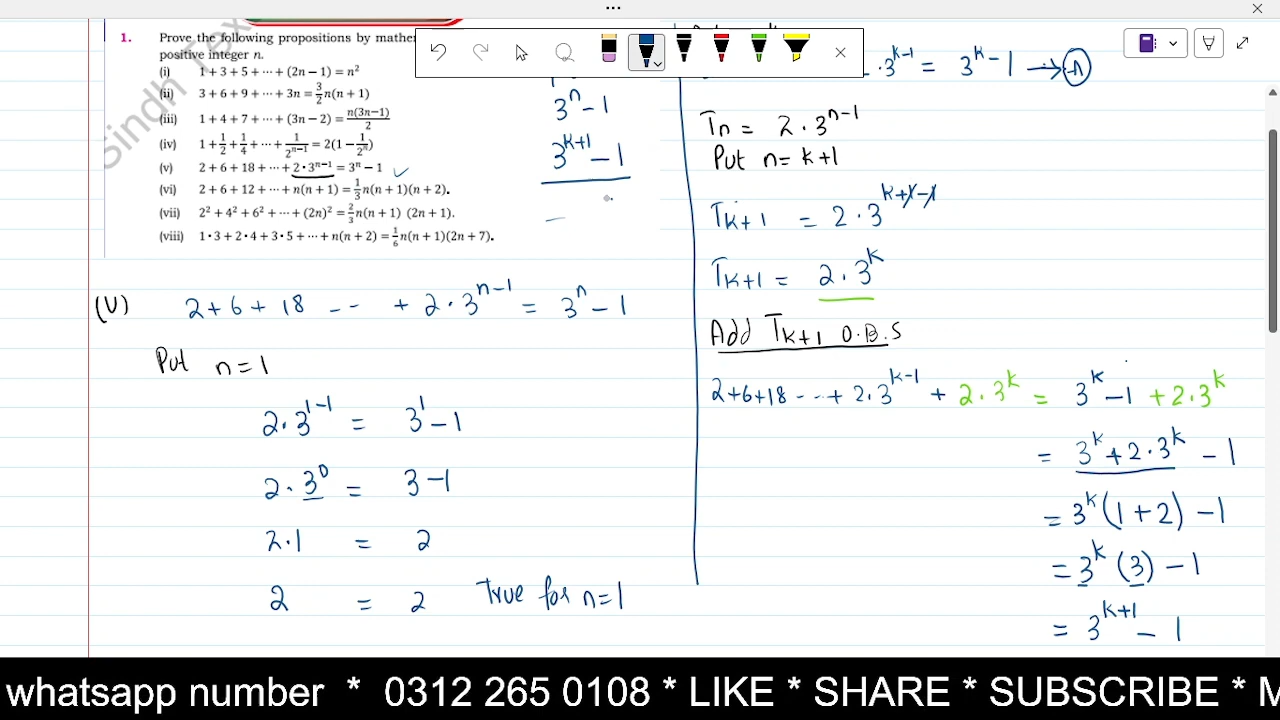 1. Prove the following propositions by mathe
positive integer n.
(i) 1 + 3 + 5 + ⋯ + (2n − 1) = n²
(ii) 3 + 6 + 9 + ⋯ + 3n = 3/2 n(n + 1)
(iii) 1 + 4 + 7 + ⋯ + (3n − 2) = n(3n−1)/2
(iv) 1 + 1/2 + 1/4 + ⋯ + 1/2ⁿ⁻¹ = 2(1 − 1/2ⁿ)
(v) 2 + 6 + 18 + ⋯ + 2 • 3ⁿ⁻¹ = 3ⁿ − 1 ✓
(vi) 2 + 6 + 12 + ⋯ + n(n + 1) = 1/3 n(n + 1)(n + 2).
(vii) 2² + 4² + 6² + ⋯ + (2n)² = 2/3 n(n + 1) (2n + 1).
(viii) 1 • 3 + 2 • 4 + 3 • 5 + ⋯ + n(n + 2) = 1/6 n(n + 1)(2n + 7).
Sindh Tex
3ⁿ − 1
3ᵏ⁺¹ − 1
(V) 2 + 6 + 18 -- -- + 2 · 3ⁿ⁻¹ = 3ⁿ − 1
Put n = 1
2 · 3¹⁻¹ = 3¹ − 1
2 · 3⁰ = 3 − 1
2 · 1 = 2
2 = 2 True for n = 1
· 3ᵏ⁻¹ = 3ᵏ − 1 →
Tn = 2 · 3ⁿ⁻¹
Put n = k+1
Tk+1 = 2 · 3ᵏ⁺¹⁻¹
Tk+1 = 2 · 3ᵏ
Add Tk+1 O.B.S
2+6+18 -- --+ 2·3ᵏ⁻¹ + 2·3ᵏ = 3ᵏ − 1 + 2·3ᵏ
= 3ᵏ + 2·3ᵏ − 1
= 3ᵏ (1 + 2) − 1
= 3ᵏ (3) − 1
= 3ᵏ⁺¹ − 1
whatsapp number * 0312 265 0108 * LIKE * SHARE * SUBSCRIBE * M